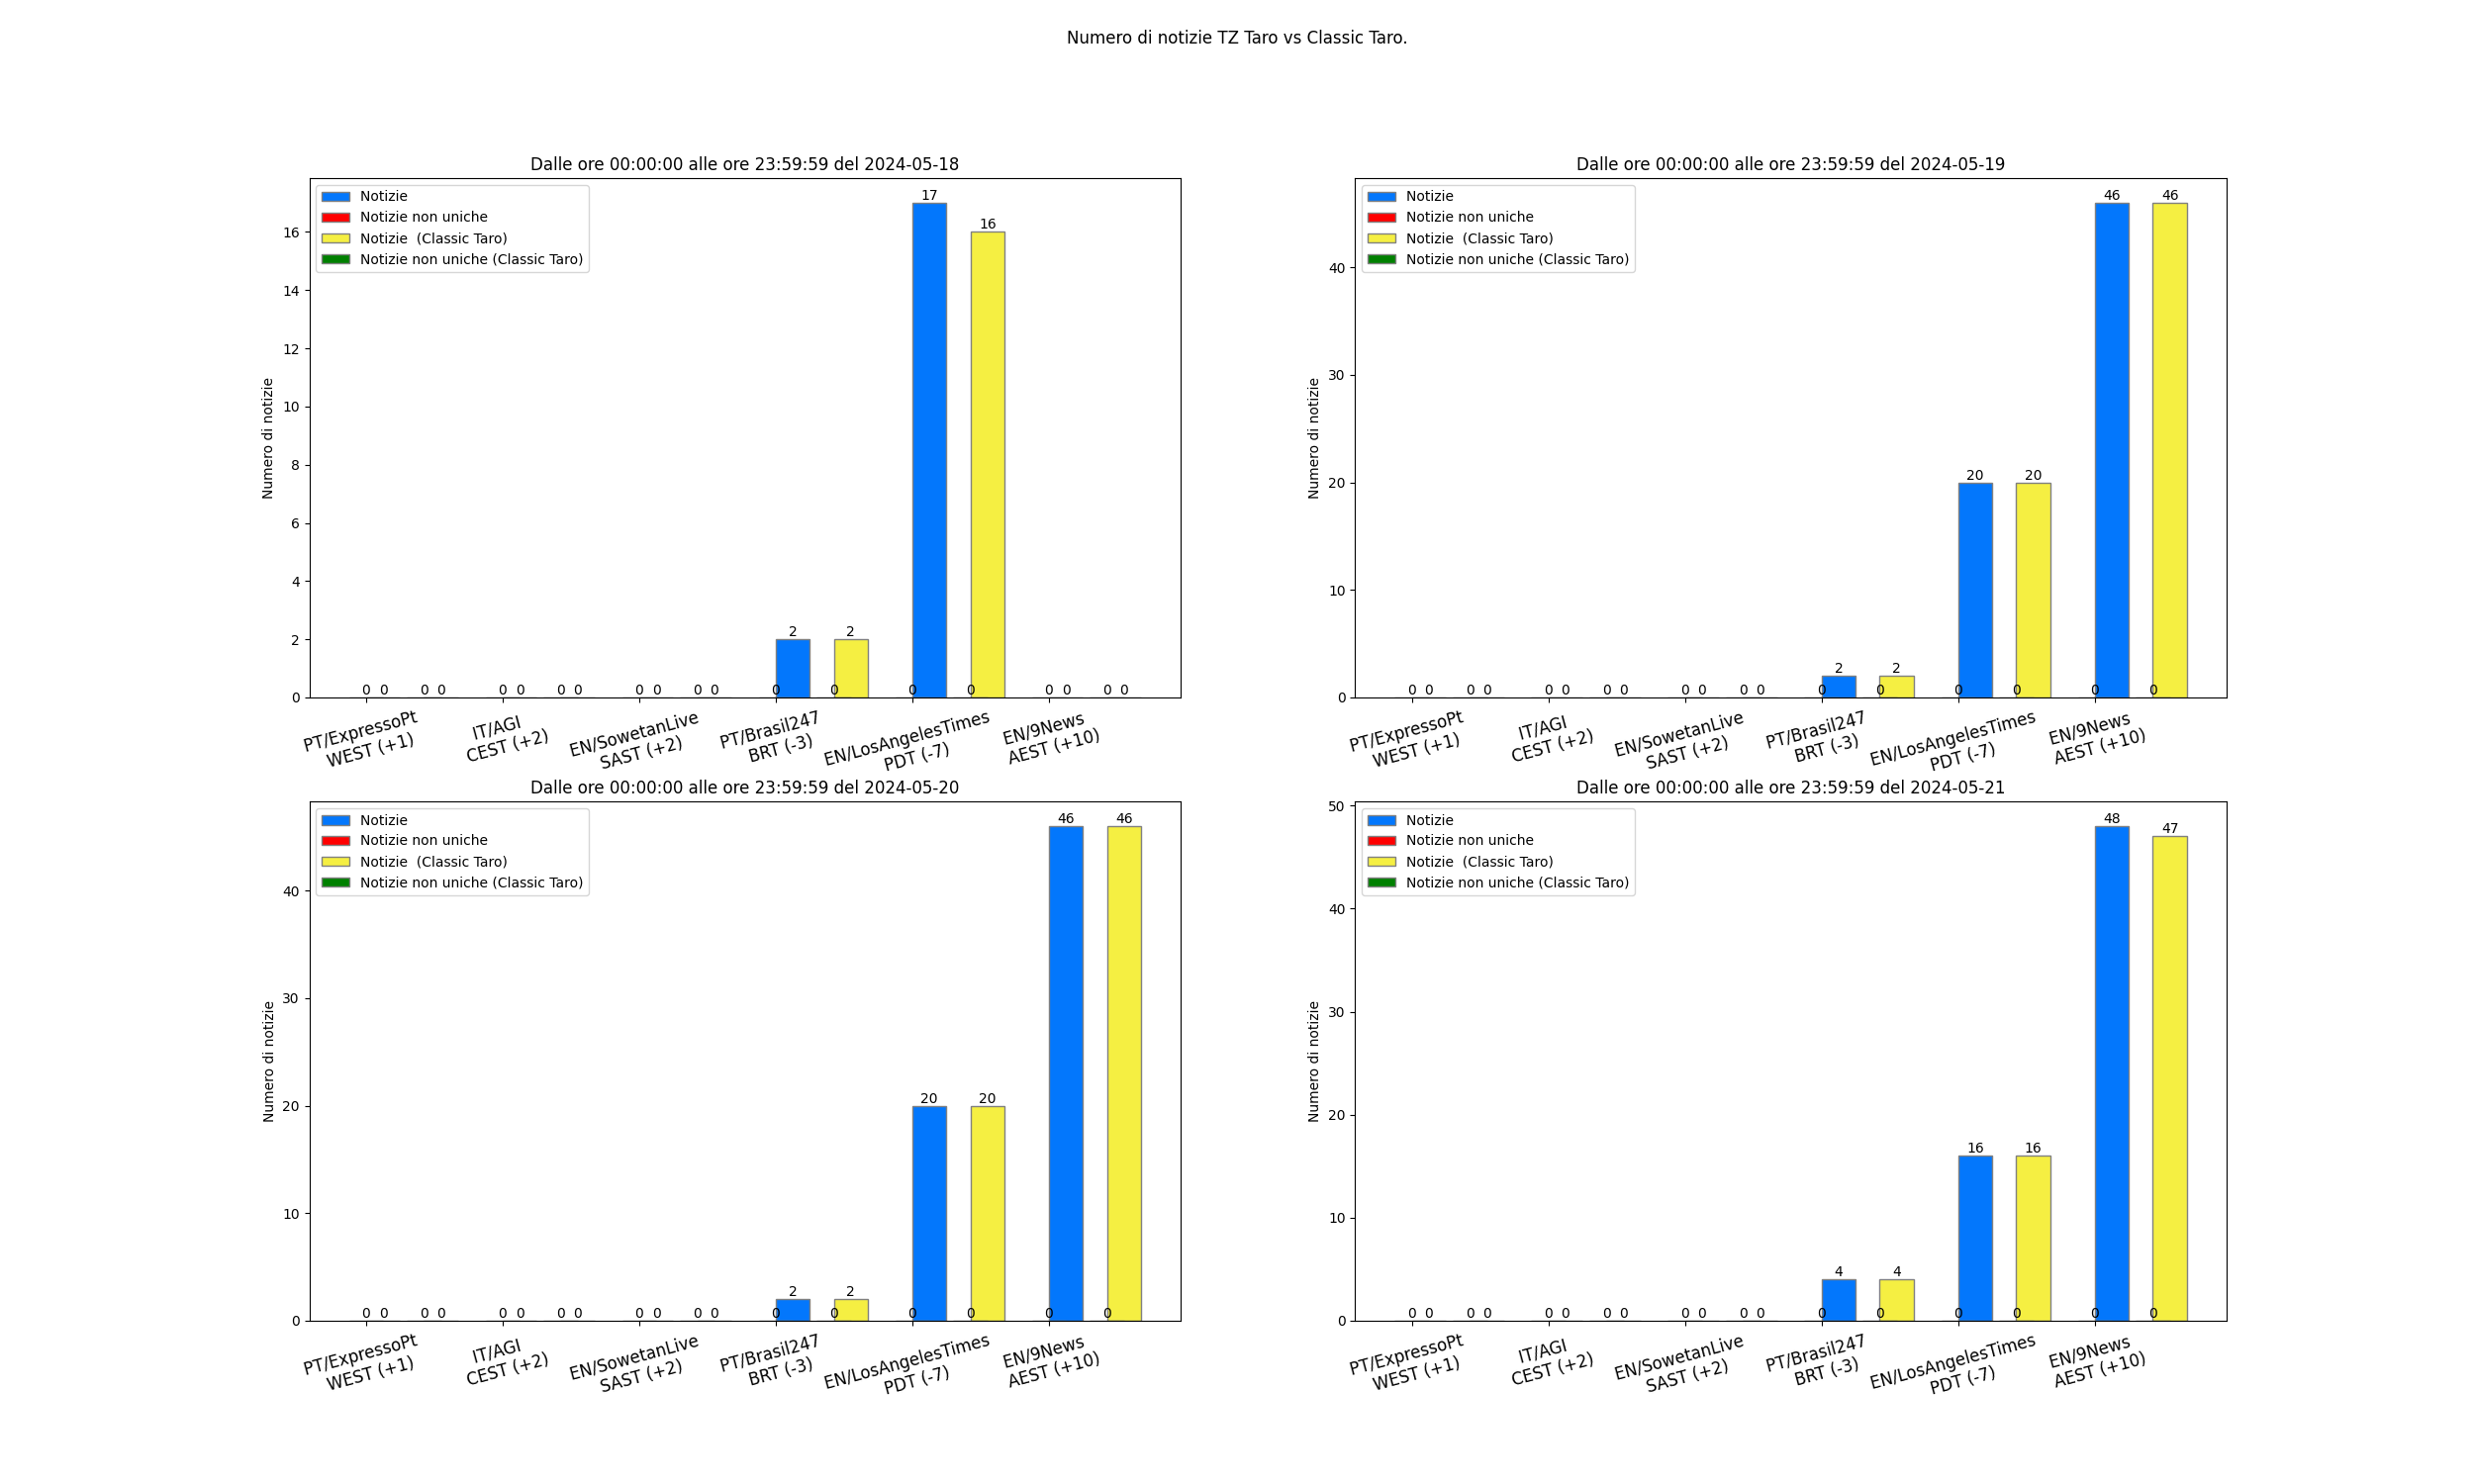 Numero di notizie TZ Taro vs Classic Taro.
Dalle ore 00:00:00 alle ore 23:59:59 del 2024-05-18
Notizie
Notizie non uniche
Notizie  (Classic Taro)
Notizie non uniche (Classic Taro)
Numero di notizie
16
14
12
10
8
6
4
2
0
17
16
2
2
0 0 0 0 0 0 0 0 0 0 0 0 0 0 0 0 0 0 0 0
PT/ExpressoPt
WEST (+1)
IT/AGI
CEST (+2)
EN/SowetanLive
SAST (+2)
PT/Brasil247
BRT (-3)
EN/LosAngelesTimes
PDT (-7)
EN/9News
AEST (+10)
Dalle ore 00:00:00 alle ore 23:59:59 del 2024-05-19
Notizie
Notizie non uniche
Notizie  (Classic Taro)
Notizie non uniche (Classic Taro)
Numero di notizie
40
30
20
10
0
46
46
20
20
2
2
0 0 0 0 0 0 0 0 0 0 0 0 0 0 0 0 0 0
PT/ExpressoPt
WEST (+1)
IT/AGI
CEST (+2)
EN/SowetanLive
SAST (+2)
PT/Brasil247
BRT (-3)
EN/LosAngelesTimes
PDT (-7)
EN/9News
AEST (+10)
Dalle ore 00:00:00 alle ore 23:59:59 del 2024-05-20
Notizie
Notizie non uniche
Notizie  (Classic Taro)
Notizie non uniche (Classic Taro)
Numero di notizie
40
30
20
10
0
46
46
20
20
2
2
0 0 0 0 0 0 0 0 0 0 0 0 0 0 0 0 0 0
PT/ExpressoPt
WEST (+1)
IT/AGI
CEST (+2)
EN/SowetanLive
SAST (+2)
PT/Brasil247
BRT (-3)
EN/LosAngelesTimes
PDT (-7)
EN/9News
AEST (+10)
Dalle ore 00:00:00 alle ore 23:59:59 del 2024-05-21
Notizie
Notizie non uniche
Notizie  (Classic Taro)
Notizie non uniche (Classic Taro)
Numero di notizie
50
40
30
20
10
0
48
47
16
16
4
4
0 0 0 0 0 0 0 0 0 0 0 0 0 0 0 0 0 0
PT/ExpressoPt
WEST (+1)
IT/AGI
CEST (+2)
EN/SowetanLive
SAST (+2)
PT/Brasil247
BRT (-3)
EN/LosAngelesTimes
PDT (-7)
EN/9News
AEST (+10)